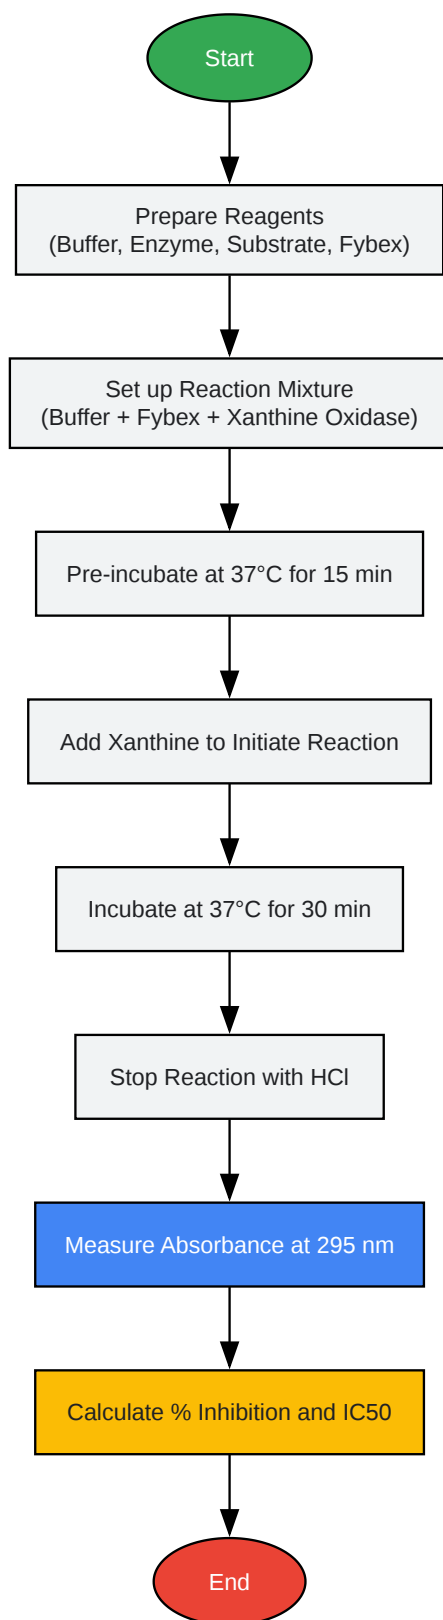 Start
Prepare Reagents
(Buffer, Enzyme, Substrate, Fybex)
Set up Reaction Mixture
(Buffer + Fybex + Xanthine Oxidase)
Pre-incubate at 37°C for 15 min
Add Xanthine to Initiate Reaction
Incubate at 37°C for 30 min
Stop Reaction with HCl
Measure Absorbance at 295 nm
Calculate % Inhibition and IC50
End